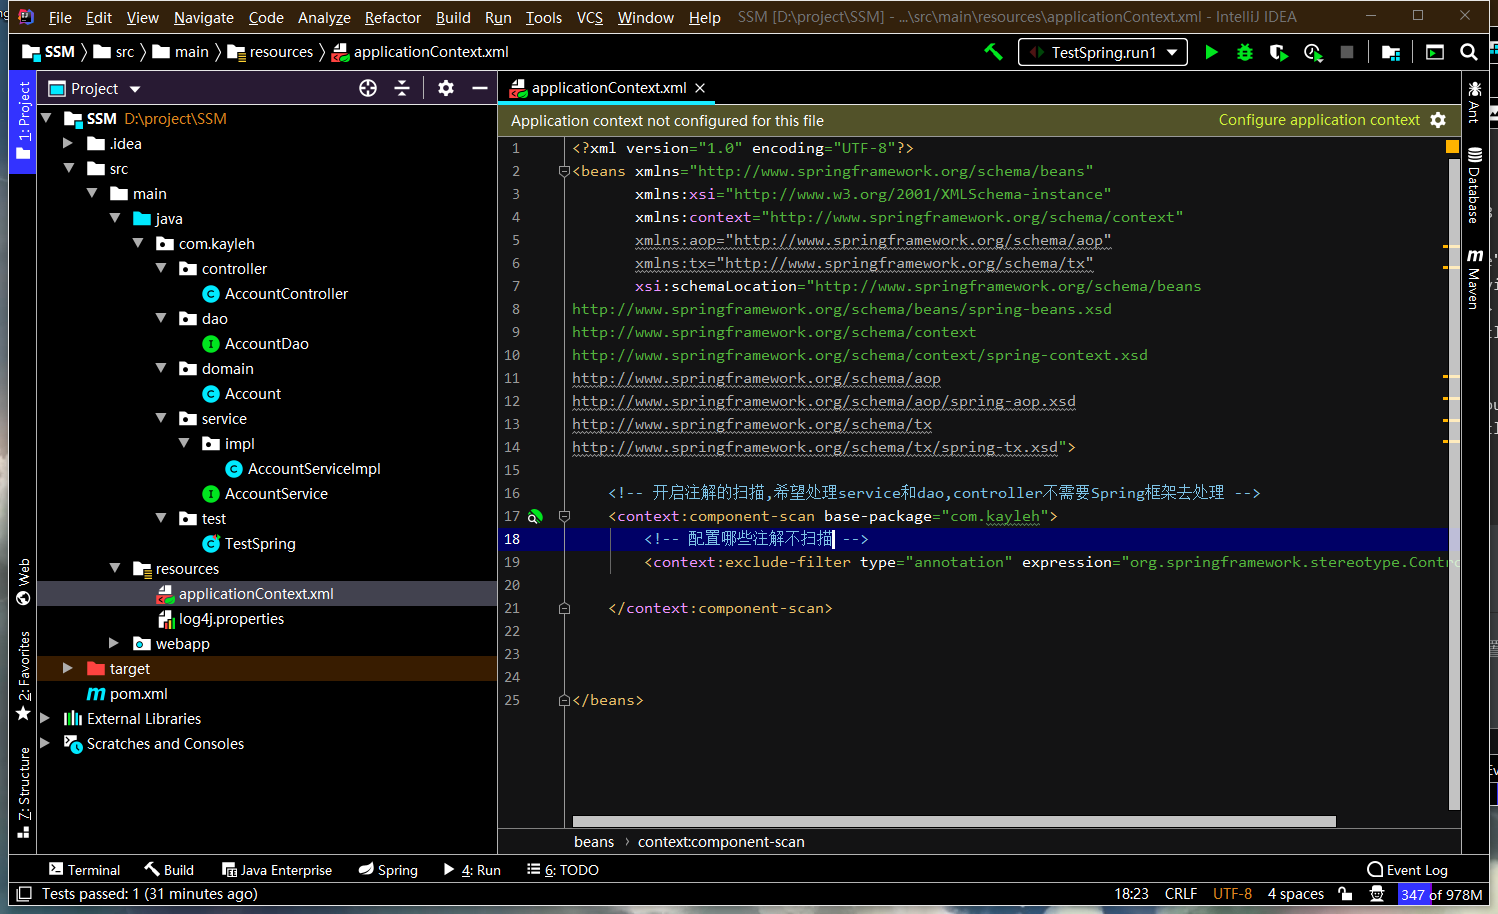 File Edit View Navigate Code Analyze Refactor Build Run Tools VCS Window Help SSM [D:\project\SSM] - ...\src\main\resources\applicationContext.xml - IntelliJ IDEA
SSM src main resources applicationContext.xml TestSpring.run1
Project
applicationContext.xml
1: Project
SSM D:\project\SSM
.idea
src
main
java
com.kayleh
controller
AccountController
dao
AccountDao
domain
Account
service
impl
AccountServiceImpl
AccountService
test
TestSpring
resources
applicationContext.xml
log4j.properties
webapp
target
pom.xml
External Libraries
Scratches and Consoles
Web
2: Favorites
Z: Structure
Application context not configured for this file Configure application context
1 <?xml version="1.0" encoding="UTF-8"?>
2 <beans xmlns="http://www.springframework.org/schema/beans"
3 xmlns:xsi="http://www.w3.org/2001/XMLSchema-instance"
4 xmlns:context="http://www.springframework.org/schema/context"
5 xmlns:aop="http://www.springframework.org/schema/aop"
6 xmlns:tx="http://www.springframework.org/schema/tx"
7 xsi:schemaLocation="http://www.springframework.org/schema/beans
8 http://www.springframework.org/schema/beans/spring-beans.xsd
9 http://www.springframework.org/schema/context
10 http://www.springframework.org/schema/context/spring-context.xsd
11 http://www.springframework.org/schema/aop
12 http://www.springframework.org/schema/aop/spring-aop.xsd
13 http://www.springframework.org/schema/tx
14 http://www.springframework.org/schema/tx/spring-tx.xsd">
15
16 <!-- 开启注解的扫描,希望处理service和dao,controller不需要Spring框架去处理 -->
17 <context:component-scan base-package="com.kayleh">
18 <!-- 配置哪些注解不扫描 -->
19 <context:exclude-filter type="annotation" expression="org.springframework.stereotype.Contro
20
21 </context:component-scan>
22
23
24
25 </beans>
beans › context:component-scan
Ant
Database
Maven
Terminal Build Java Enterprise Spring 4: Run 6: TODO Event Log
Tests passed: 1 (31 minutes ago) 18:23 CRLF UTF-8 4 spaces 347 of 978M